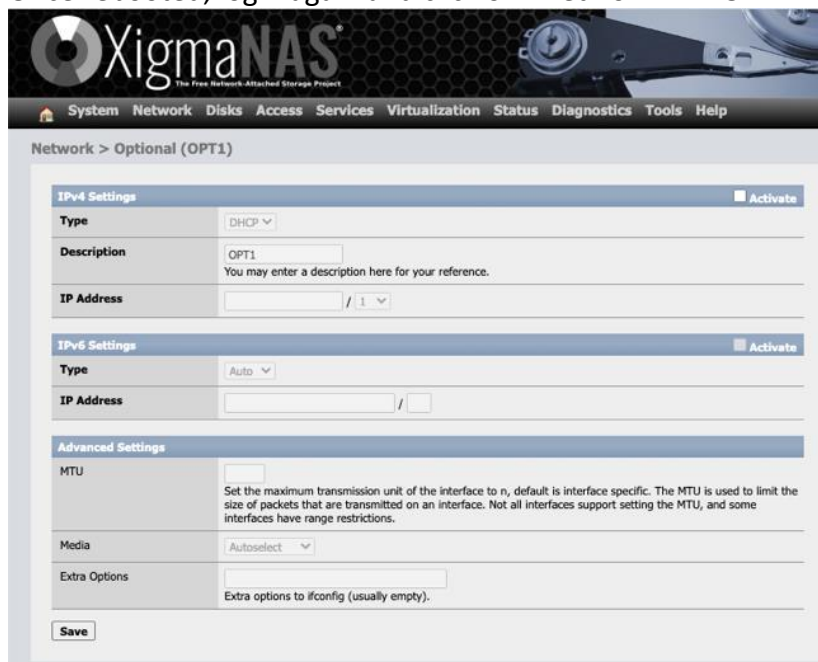 XigmaNAS®
The Free Network-Attached Storage Project
System Network Disks Access Services Virtualization Status Diagnostics Tools Help
Network > Optional (OPT1)
IPv4 Settings Activate
Type DHCP
Description OPT1
You may enter a description here for your reference.
IP Address / 1
IPv6 Settings Activate
Type Auto
IP Address /
Advanced Settings
MTU
Set the maximum transmission unit of the interface to n, default is interface specific. The MTU is used to limit the
size of packets that are transmitted on an interface. Not all interfaces support setting the MTU, and some
interfaces have range restrictions.
Media Autoselect
Extra Options
Extra options to ifconfig (usually empty).
Save